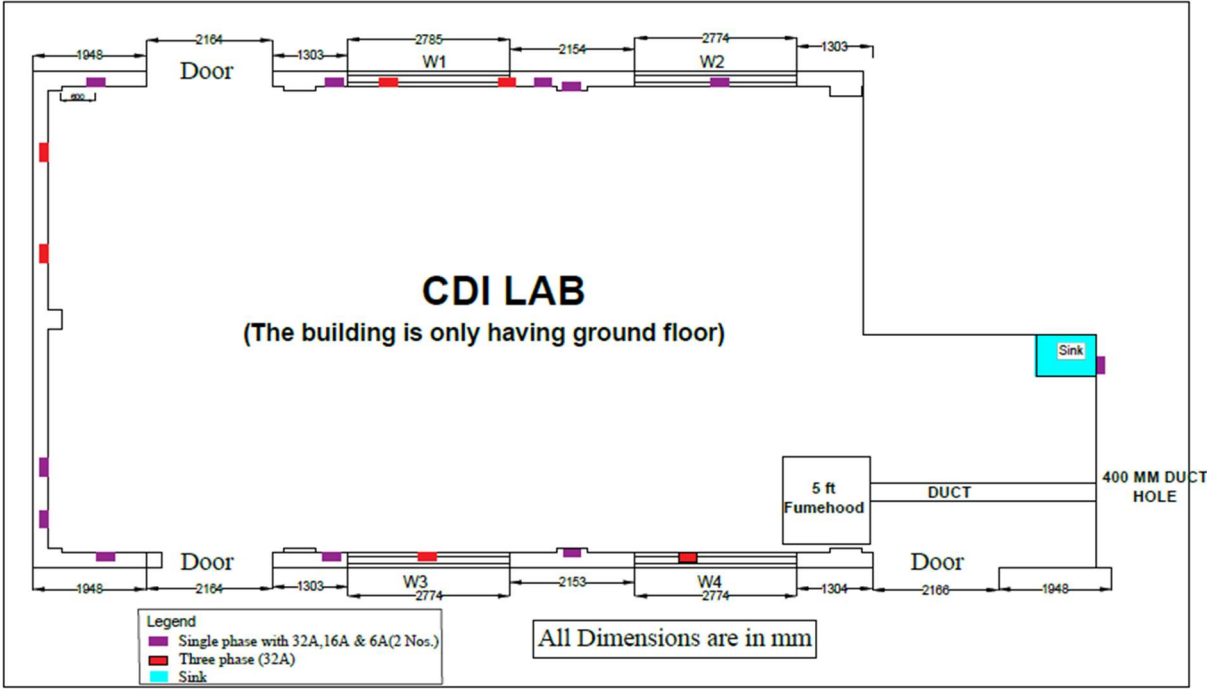 1948
2164
1303
2785
2154
2774
1303
Door
W1
W2
600
CDI LAB
(The building is only having ground floor)
Sink
5 ft
Fumehood
DUCT
400 MM DUCT
HOLE
Door
Door
W3
W4
1948
2164
1303
2774
2153
2774
1304
2166
1948
Legend
Single phase with 32A,16A & 6A(2 Nos.)
Three phase (32A)
Sink
All Dimensions are in mm